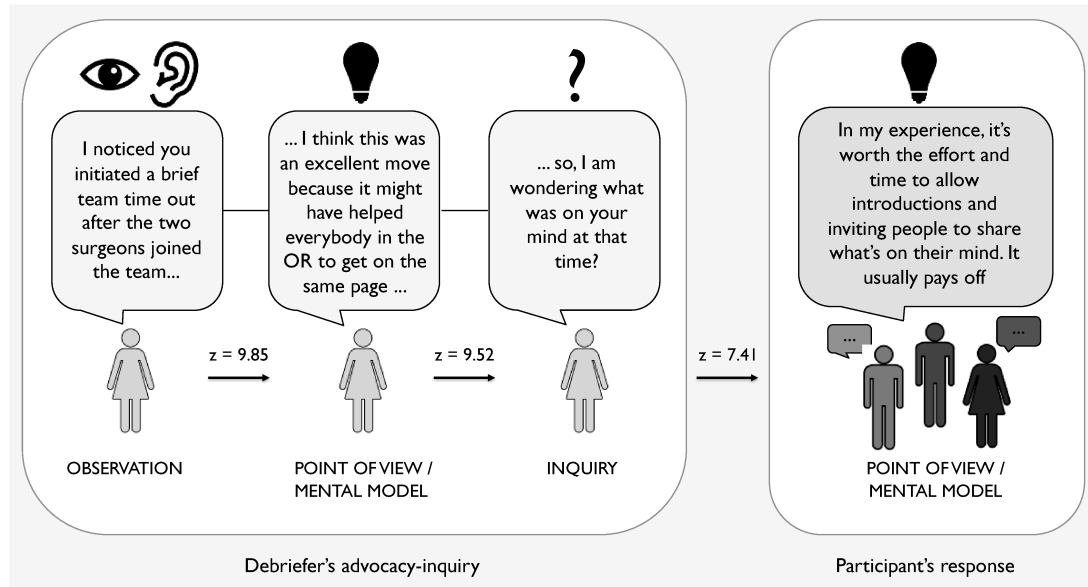 ?
I noticed you
initiated a brief
team time out
after the two
surgeons joined
the team...
... I think this was
an excellent move
because it might
have helped
everybody in the
OR to get on the
same page ...
... so, I am
wondering what
was on your
mind at that
time?
In my experience, it's
worth the effort and
time to allow
introductions and
inviting people to share
what's on their mind. It
usually pays off
...
...
z = 9.85
z = 9.52
z = 7.41
OBSERVATION
POINT OF VIEW /
MENTAL MODEL
INQUIRY
POINT OF VIEW /
MENTAL MODEL
Debriefer's advocacy-inquiry
Participant's response